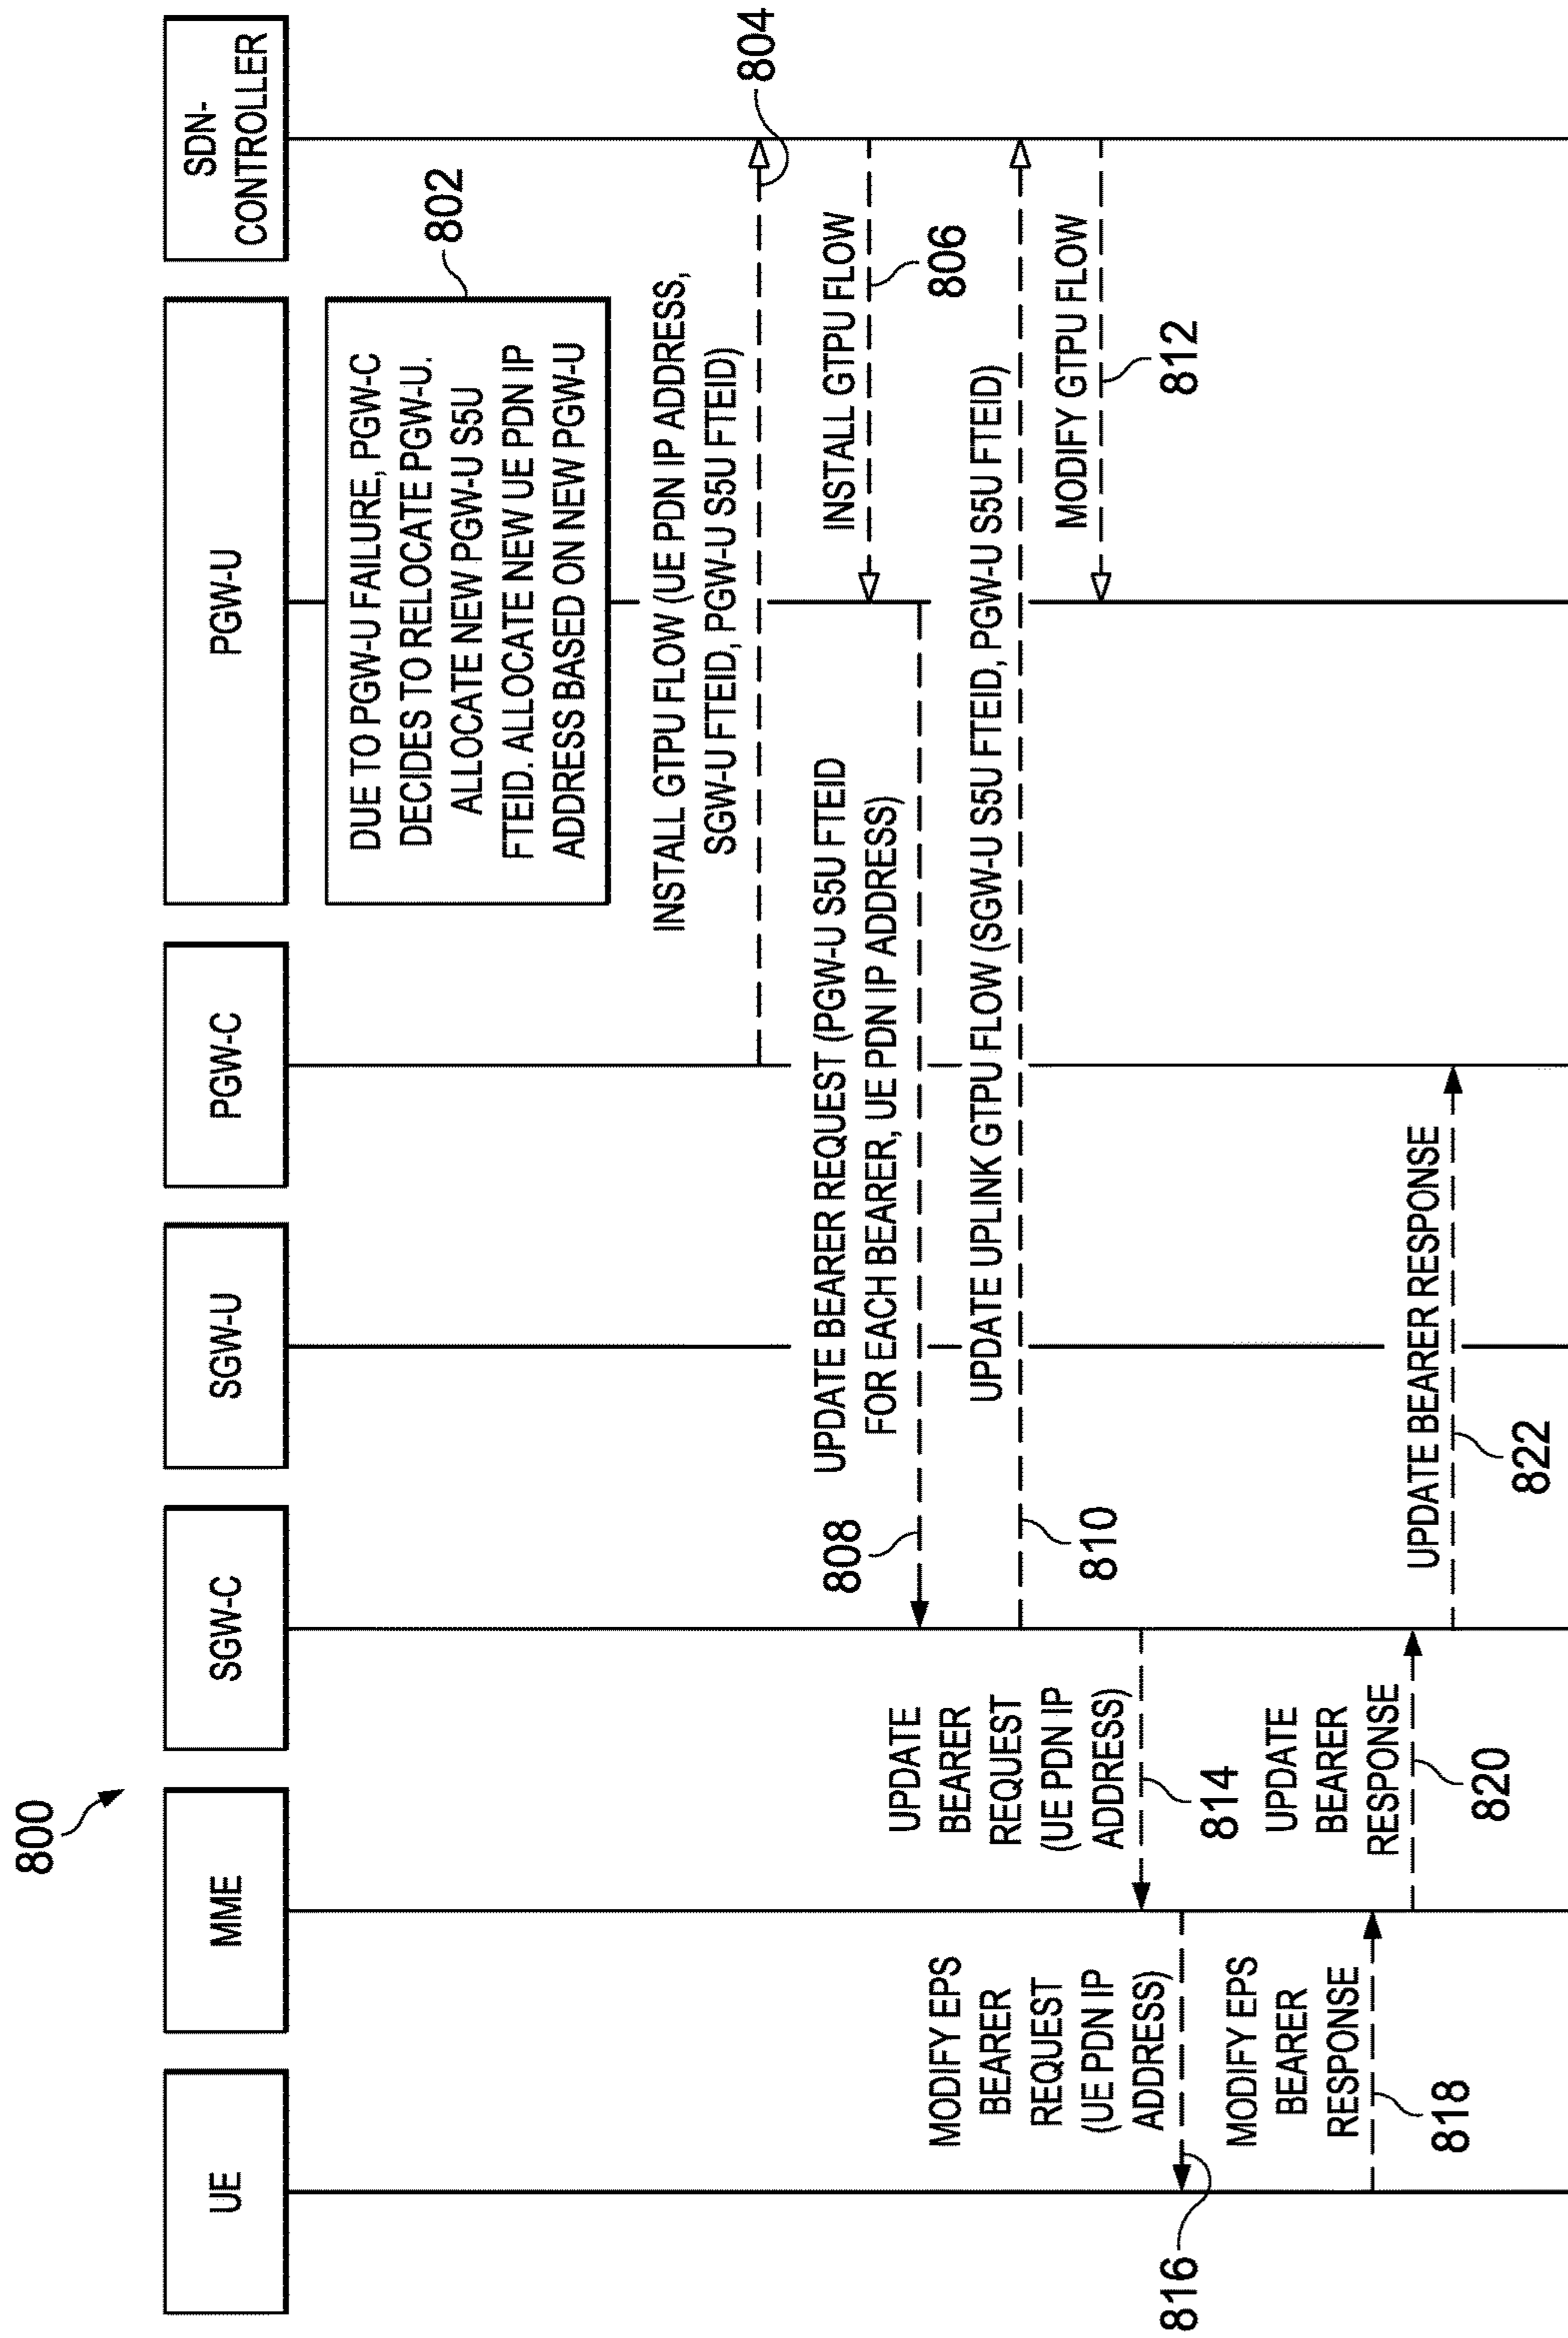 800
UE
MME
SGW-C
SGW-U
PGW-C
PGW-U
SDN-
CONTROLLER
DUE TO PGW-U FAILURE, PGW-C
DECIDES TO RELOCATE PGW-U.
ALLOCATE NEW PGW-U S5U
FTEID. ALLOCATE NEW UE PDN IP
ADDRESS BASED ON NEW PGW-U
802
INSTALL GTPU FLOW (UE PDN IP ADDRESS,
SGW-U FTEID, PGW-U S5U FTEID)
804
INSTALL GTPU FLOW
806
UPDATE BEARER REQUEST (PGW-U S5U FTEID
FOR EACH BEARER, UE PDN IP ADDRESS)
808
UPDATE UPLINK GTPU FLOW (SGW-U S5U FTEID, PGW-U S5U FTEID)
810
MODIFY GTPU FLOW
812
UPDATE
BEARER
REQUEST
(UE PDN IP
ADDRESS)
814
MODIFY EPS
BEARER
REQUEST
(UE PDN IP
ADDRESS)
816
MODIFY EPS
BEARER
RESPONSE
818
UPDATE
BEARER
RESPONSE
820
UPDATE BEARER RESPONSE
822